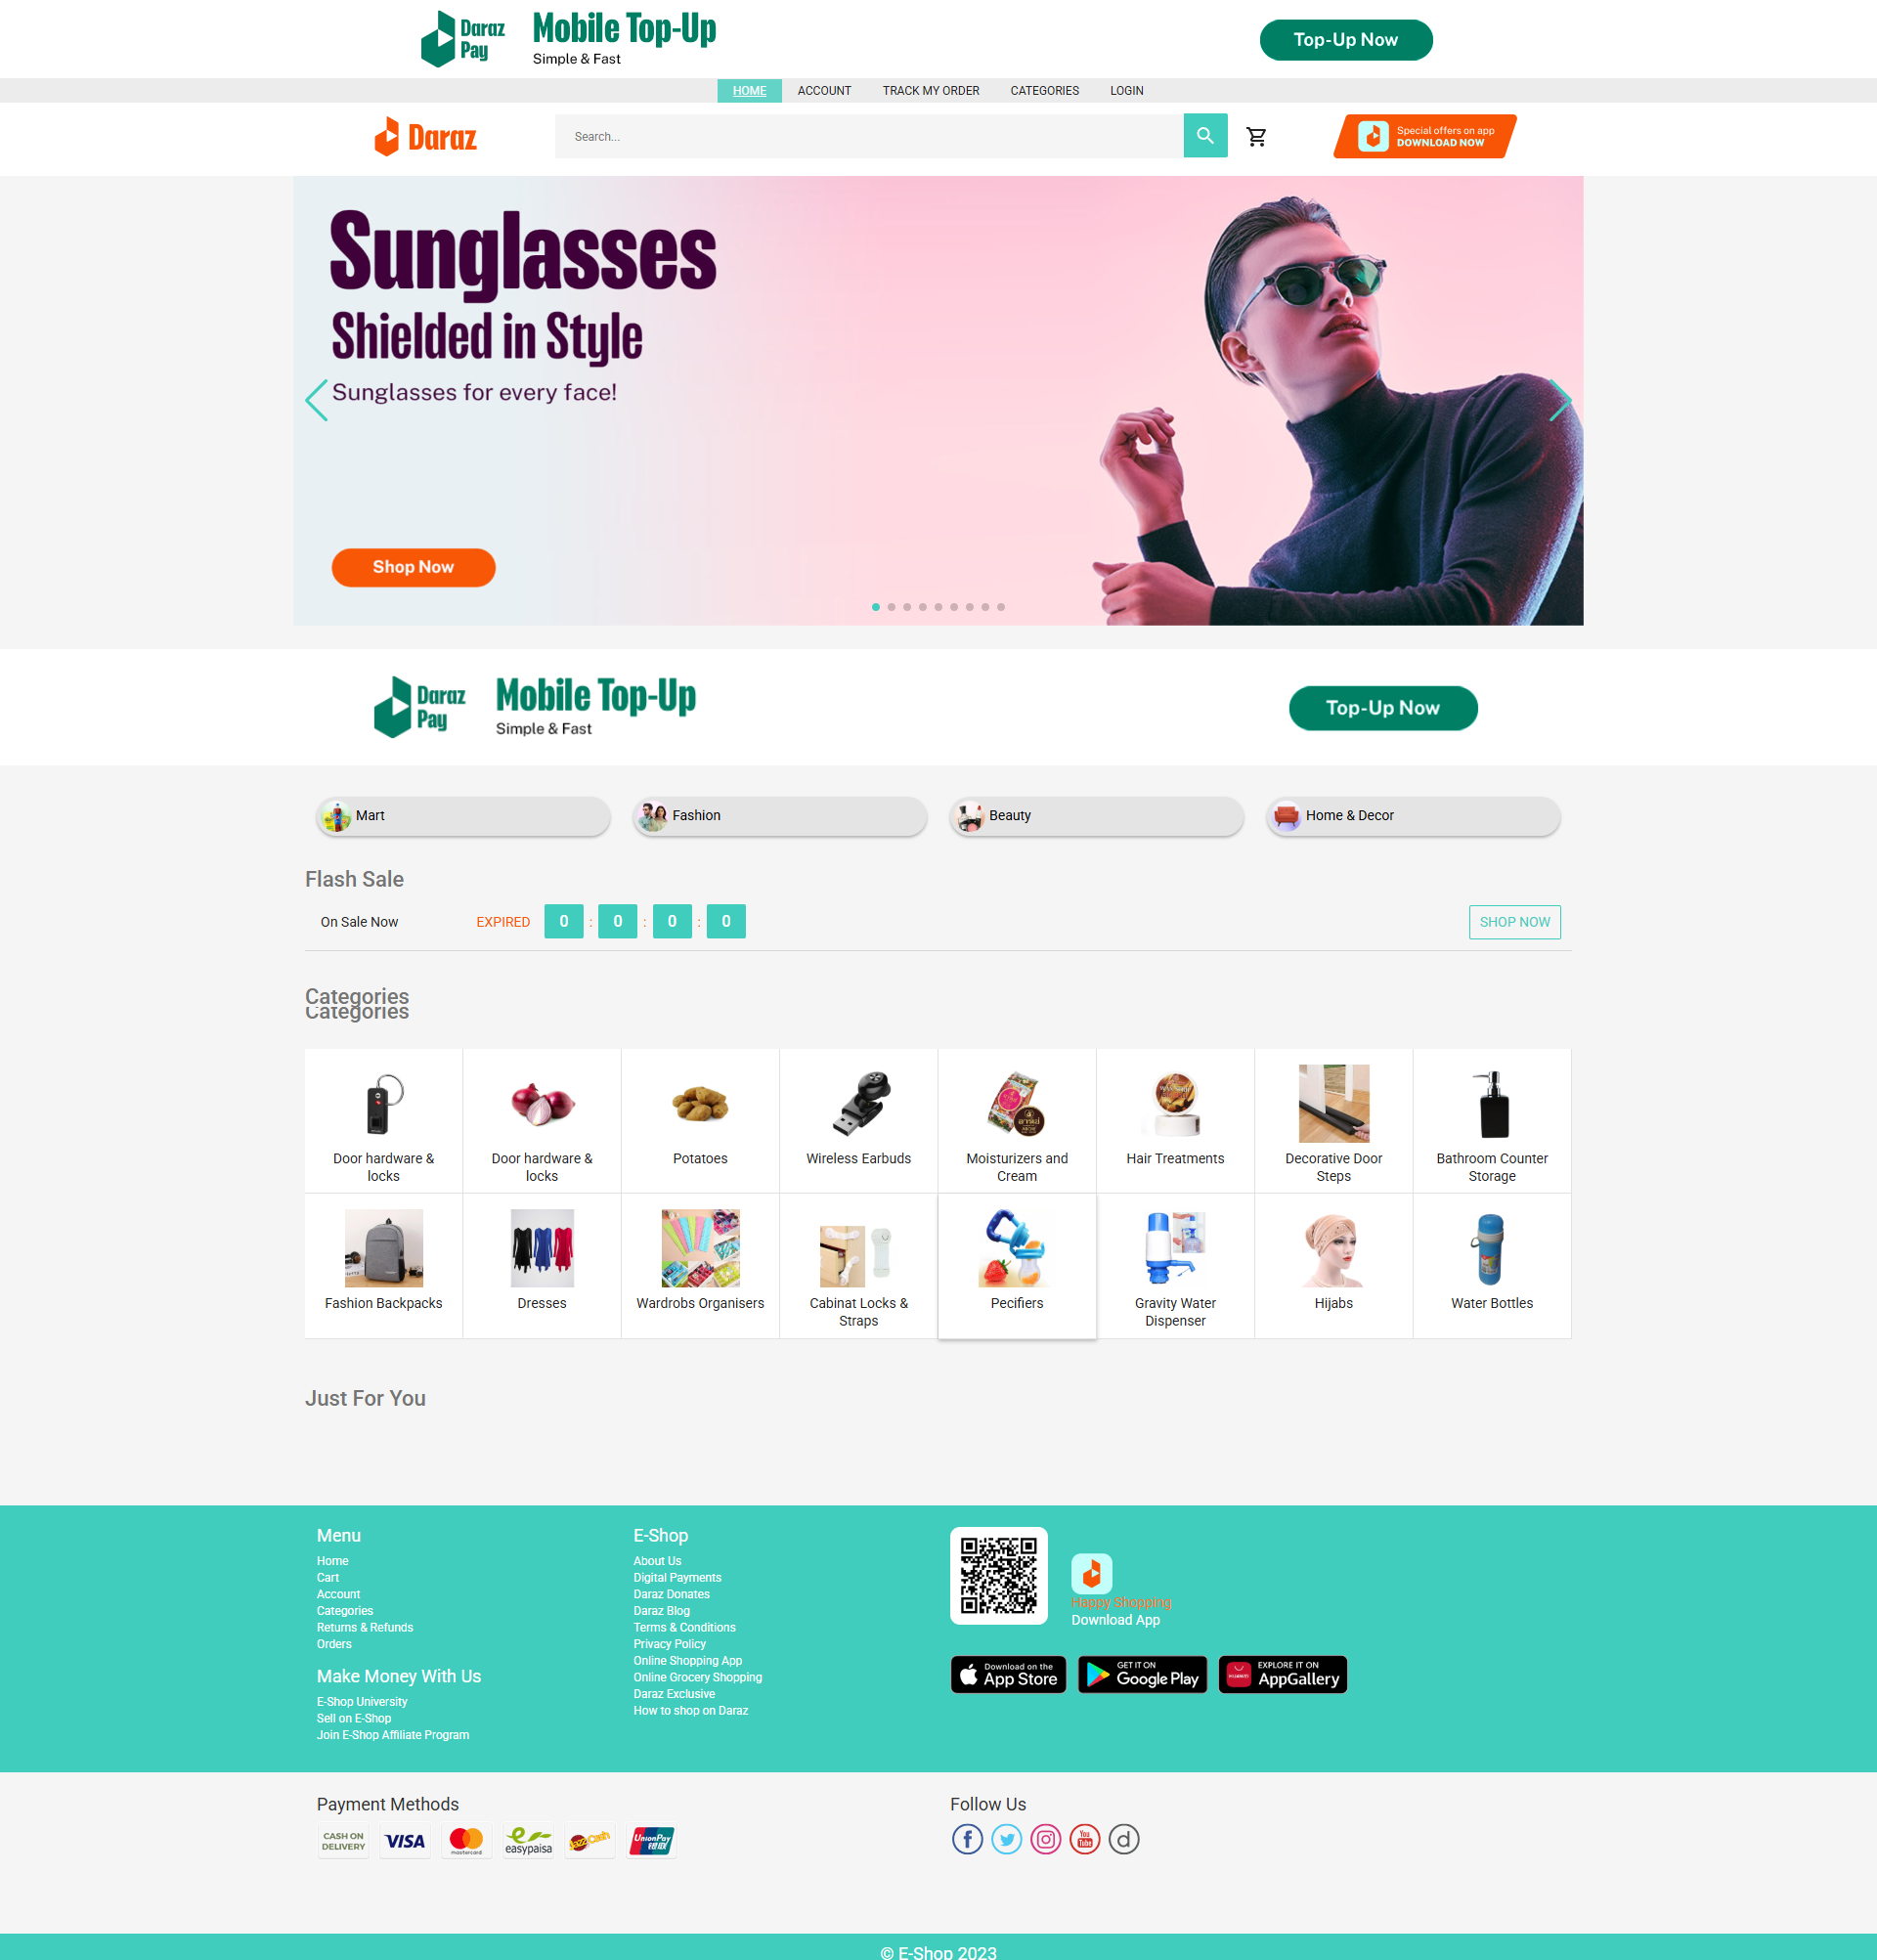 Daraz
Pay
Mobile Top-Up
Simple & Fast
Top-Up Now
HOME
ACCOUNT
TRACK MY ORDER
CATEGORIES
LOGIN
Daraz
Search...
Special offers on app
DOWNLOAD NOW
Sunglasses
Shielded in Style
Sunglasses for every face!
Shop Now
Daraz
Pay
Mobile Top-Up
Simple & Fast
Top-Up Now
Mart
Fashion
Beauty
Home & Decor
Flash Sale
On Sale Now
EXPIRED
0 : 0 : 0 : 0
SHOP NOW
Categories
Categories
Door hardware &
locks
Door hardware &
locks
Potatoes
Wireless Earbuds
Moisturizers and
Cream
Hair Treatments
Decorative Door
Steps
Bathroom Counter
Storage
Fashion Backpacks
Dresses
Wardrobs Organisers
Cabinat Locks &
Straps
Pecifiers
Gravity Water
Dispenser
Hijabs
Water Bottles
Just For You
Menu
Home
Cart
Account
Categories
Returns & Refunds
Orders
Make Money With Us
E-Shop University
Sell on E-Shop
Join E-Shop Affiliate Program
E-Shop
About Us
Digital Payments
Daraz Donates
Daraz Blog
Terms & Conditions
Privacy Policy
Online Shopping App
Online Grocery Shopping
Daraz Exclusive
How to shop on Daraz
Happy Shopping
Download App
Download on the
App Store
GET IT ON
Google Play
EXPLORE IT ON
AppGallery
Payment Methods
CASH ON
DELIVERY
VISA
mastercard
easypaisa
Jazz Cash
UnionPay
银联
Follow Us
You
Tube
© E-Shop 2023